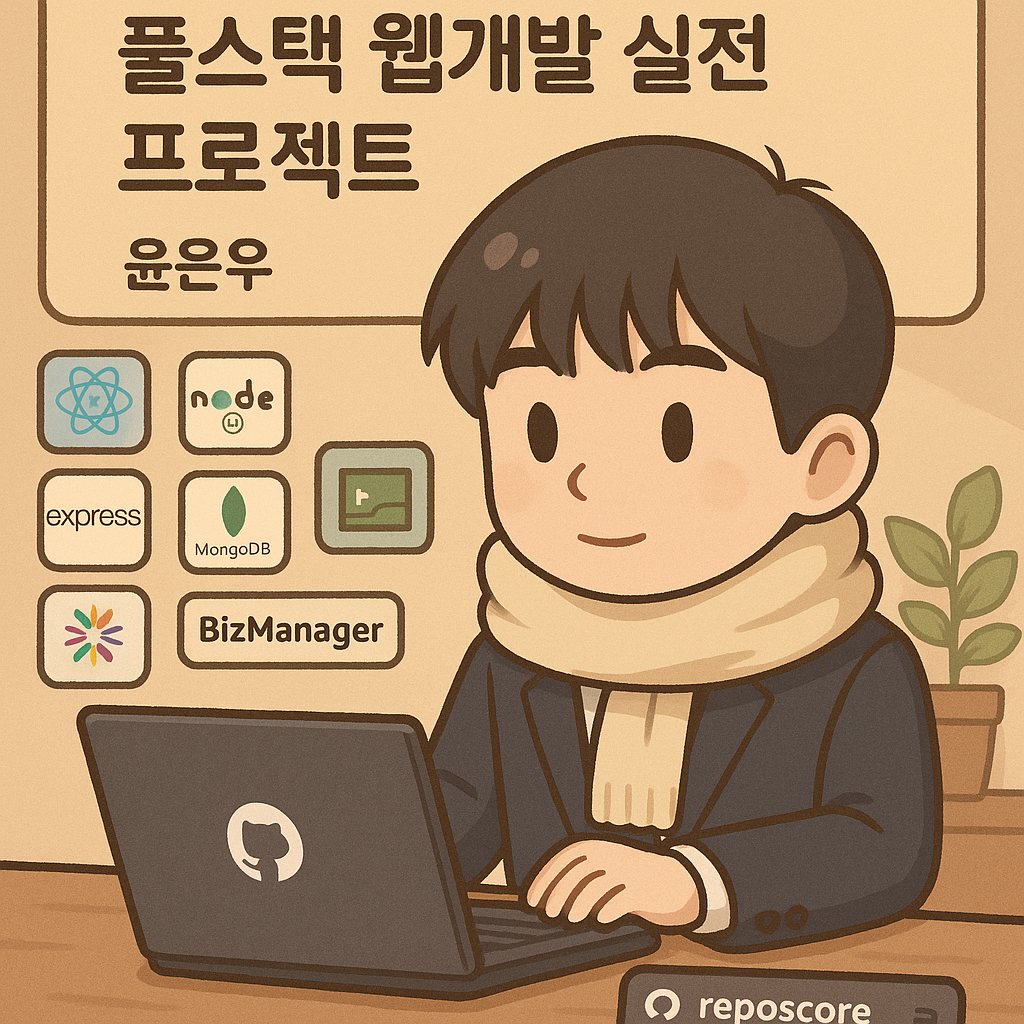 풀스택 웹개발 실전
프로젝트
윤은우
node
express
MongoDB
BizManager
reposcore